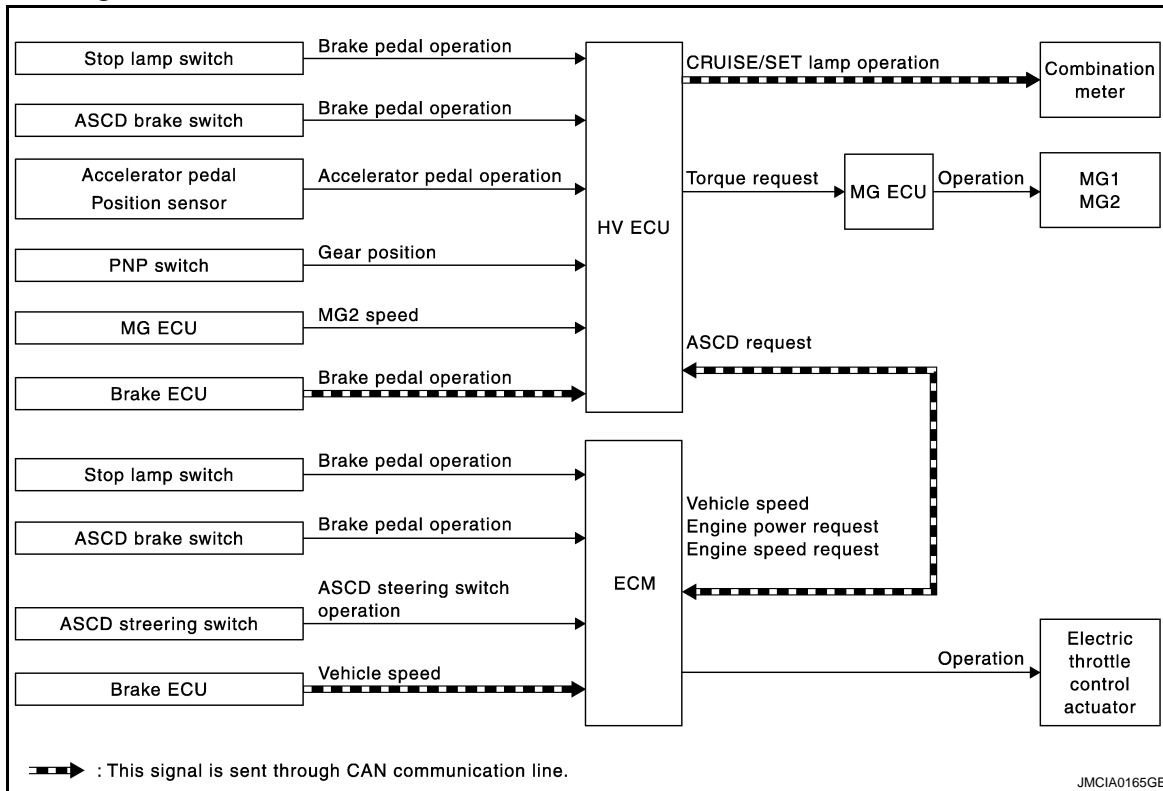 Stop lamp switch
Brake pedal operation
ASCD brake switch
Brake pedal operation
Accelerator pedal
Position sensor
Accelerator pedal operation
PNP switch
Gear position
MG ECU
MG2 speed
Brake ECU
Brake pedal operation
HV ECU
CRUISE/SET lamp operation
Combination
meter
Torque request
MG ECU
Operation
MG1
MG2
ASCD request
Stop lamp switch
Brake pedal operation
ASCD brake switch
Brake pedal operation
ASCD streering switch
ASCD steering switch
operation
Brake ECU
Vehicle speed
ECM
Vehicle speed
Engine power request
Engine speed request
Operation
Electric
throttle
control
actuator
: This signal is sent through CAN communication line.
JMCIA0165GB